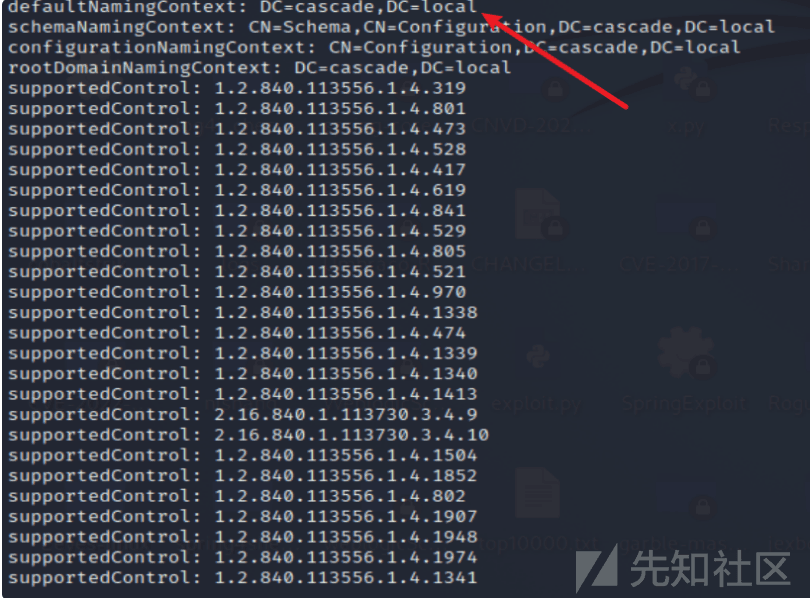 defaultNamingContext: DC=cascade,DC=local
schemaNamingContext: CN=Schema,CN=Configuration,DC=cascade,DC=local
configurationNamingContext: CN=Configuration,DC=cascade,DC=local
rootDomainNamingContext: DC=cascade,DC=local
supportedControl: 1.2.840.113556.1.4.319
supportedControl: 1.2.840.113556.1.4.801
supportedControl: 1.2.840.113556.1.4.473
supportedControl: 1.2.840.113556.1.4.528
supportedControl: 1.2.840.113556.1.4.417
supportedControl: 1.2.840.113556.1.4.619
supportedControl: 1.2.840.113556.1.4.841
supportedControl: 1.2.840.113556.1.4.529
supportedControl: 1.2.840.113556.1.4.805
supportedControl: 1.2.840.113556.1.4.521
supportedControl: 1.2.840.113556.1.4.970
supportedControl: 1.2.840.113556.1.4.1338
supportedControl: 1.2.840.113556.1.4.474
supportedControl: 1.2.840.113556.1.4.1339
supportedControl: 1.2.840.113556.1.4.1340
supportedControl: 1.2.840.113556.1.4.1413
supportedControl: 2.16.840.1.113730.3.4.9
supportedControl: 2.16.840.1.113730.3.4.10
supportedControl: 1.2.840.113556.1.4.1504
supportedControl: 1.2.840.113556.1.4.1852
supportedControl: 1.2.840.113556.1.4.802
supportedControl: 1.2.840.113556.1.4.1907
supportedControl: 1.2.840.113556.1.4.1948
supportedControl: 1.2.840.113556.1.4.1974
supportedControl: 1.2.840.113556.1.4.1341
先知社区